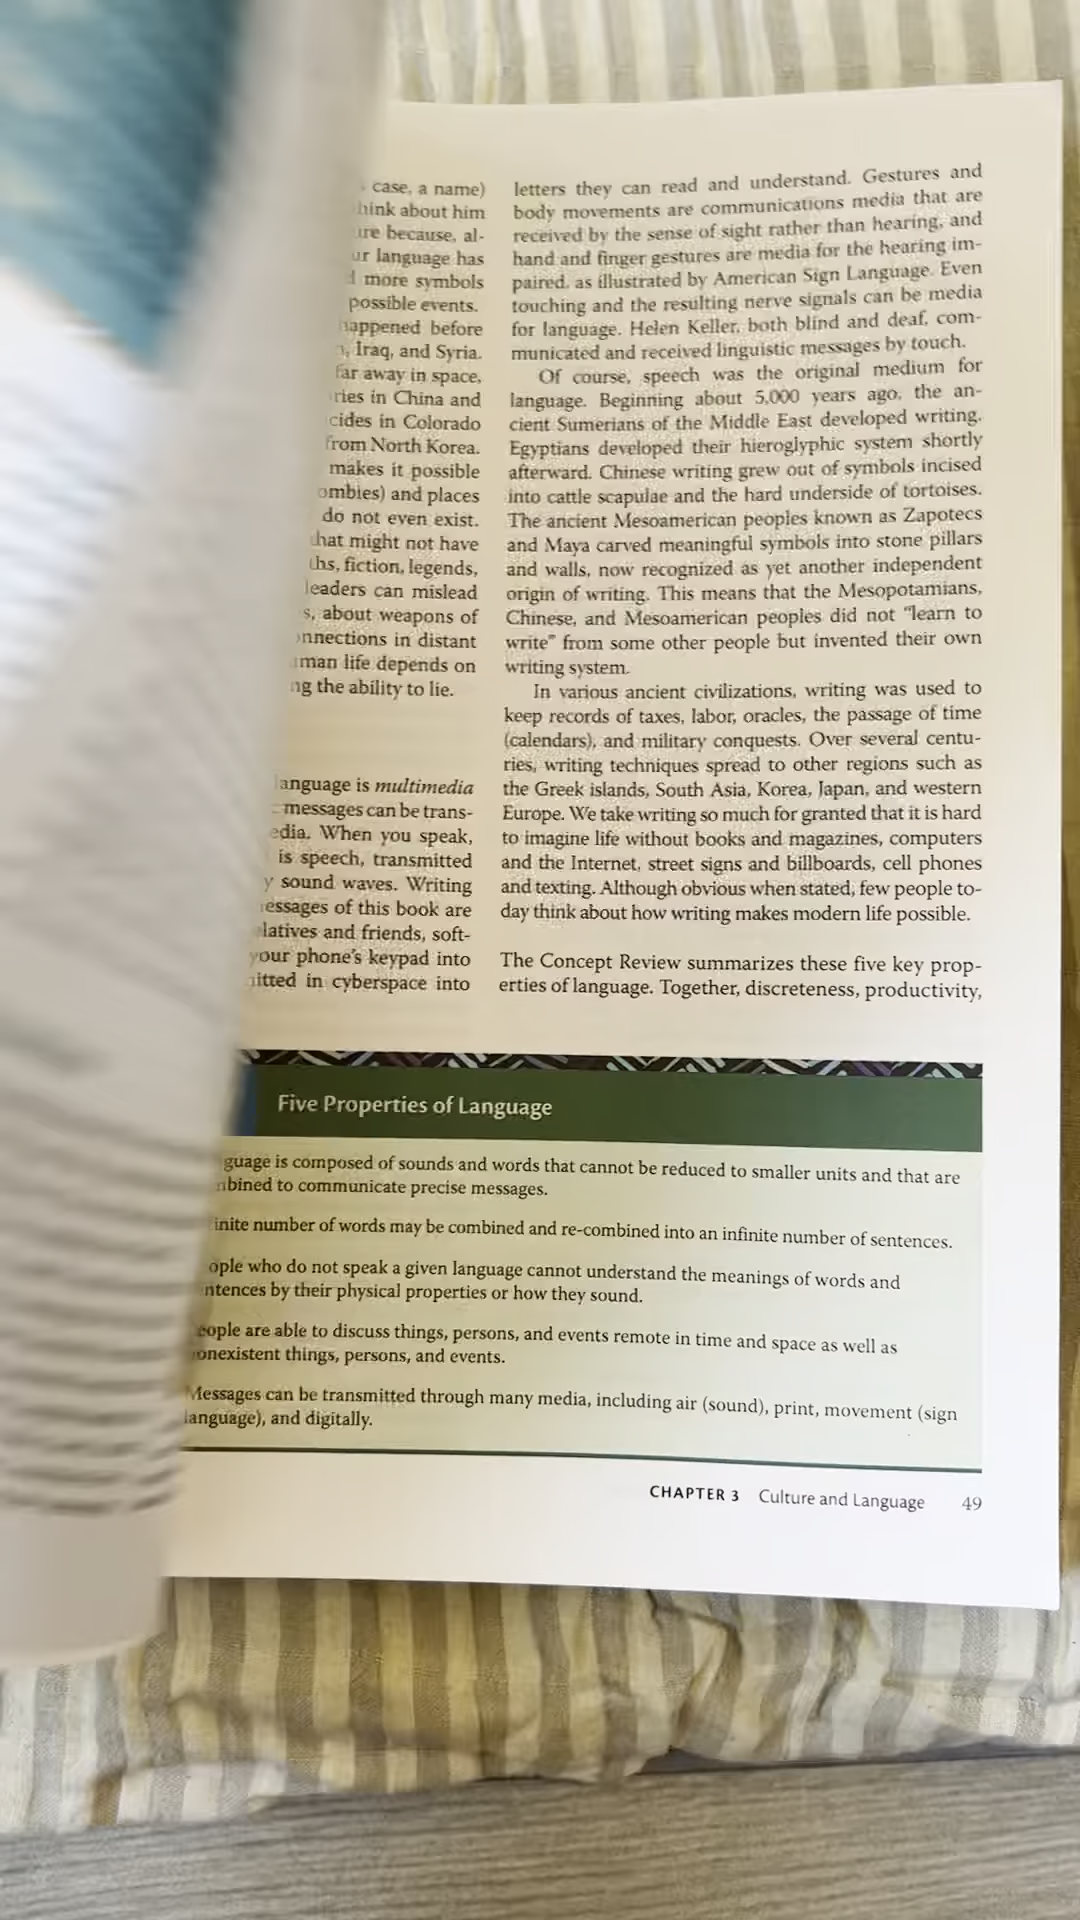 case, a name)
think about him
because, al-
language has
more symbols
possible events.
happened before
Iraq, and Syria.
far away in space,
in China and
in Colorado
from North Korea.
makes it possible
and places
do not even exist.
that might not have
fiction, legends,
leaders can mislead
about weapons of
in distant
life depends on
the ability to lie.
language is multimedia
messages can be trans-
When you speak,
is speech, transmitted
sound waves. Writing
of this book are
and friends, soft-
your phone's keypad into
in cyberspace into
letters they can read and understand. Gestures and
body movements are communications media that are
received by the sense of sight rather than hearing, and
hand and finger gestures are media for the hearing im-
paired, as illustrated by American Sign Language. Even
touching and the resulting nerve signals can be media
for language. Helen Keller, both blind and deaf, com-
municated and received linguistic messages by touch.
Of course, speech was the original medium for
language. Beginning about 5,000 years ago, the an-
cient Sumerians of the Middle East developed writing.
Egyptians developed their hieroglyphic system shortly
afterward. Chinese writing grew out of symbols incised
into cattle scapulae and the hard underside of tortoises.
The ancient Mesoamerican peoples known as Zapotecs
and Maya carved meaningful symbols into stone pillars
and walls, now recognized as yet another independent
origin of writing. This means that the Mesopotamians,
Chinese, and Mesoamerican peoples did not "learn to
write" from some other people but invented their own
writing system.
In various ancient civilizations, writing was used to
keep records of taxes, labor, oracles, the passage of time
(calendars), and military conquests. Over several centu-
ries, writing techniques spread to other regions such as
the Greek islands, South Asia, Korea, Japan, and western
Europe. We take writing so much for granted that it is hard
to imagine life without books and magazines, computers
and the Internet, street signs and billboards, cell phones
and texting. Although obvious when stated, few people to-
day think about how writing makes modern life possible.
The Concept Review summarizes these five key prop-
erties of language. Together, discreteness, productivity,
Five Properties of Language
is composed of sounds and words that cannot be reduced to smaller units and that are
to communicate precise messages.
number of words may be combined and re-combined into an infinite number of sentences.
who do not speak a given language cannot understand the meanings of words and
by their physical properties or how they sound.
People are able to discuss things, persons, and events remote in time and space as well as
nonexistent things, persons, and events.
Messages can be transmitted through many media, including air (sound), print, movement (sign
language), and digitally.
CHAPTER 3 Culture and Language 49